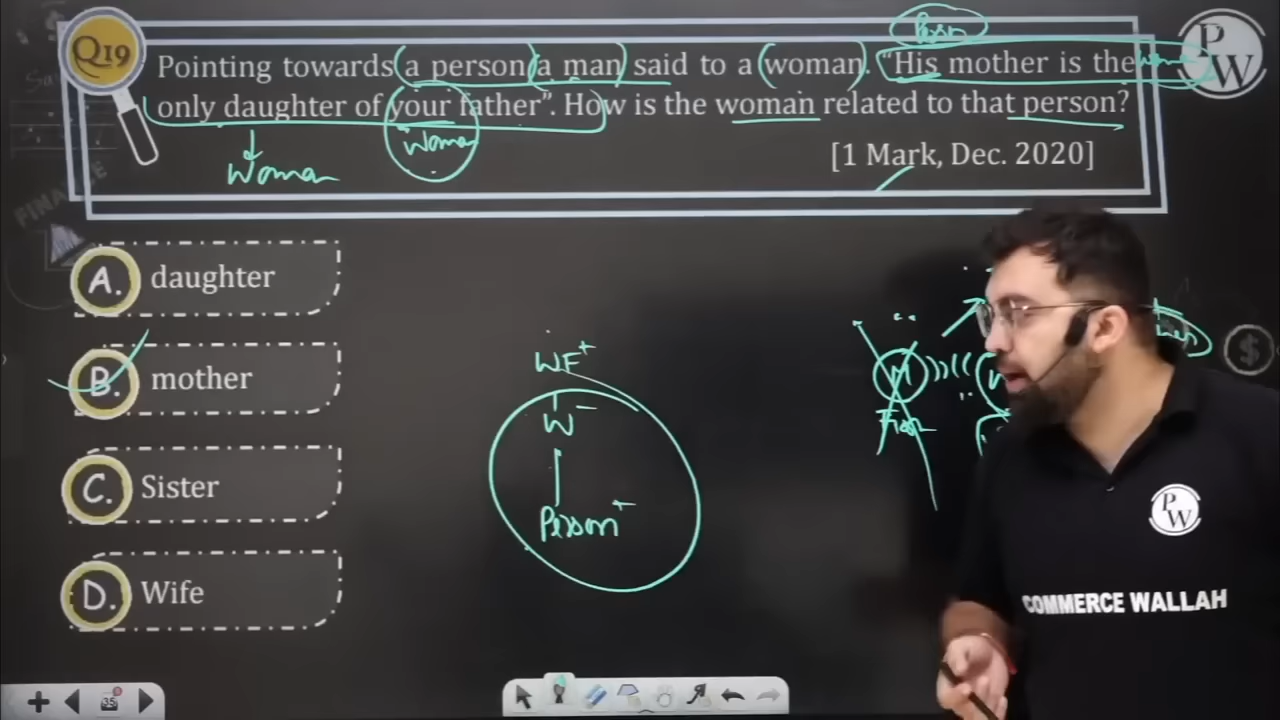 Person
Q19
Pointing towards a person a man said to a woman. "His mother is the
only daughter of your father". How is the woman related to that person?
Woman
Woman
[1 Mark, Dec. 2020]
A. daughter
B. mother
C. Sister
D. Wife
WF+
W-
Person+
M
PW
PW
COMMERCE WALLAH
FINANCE